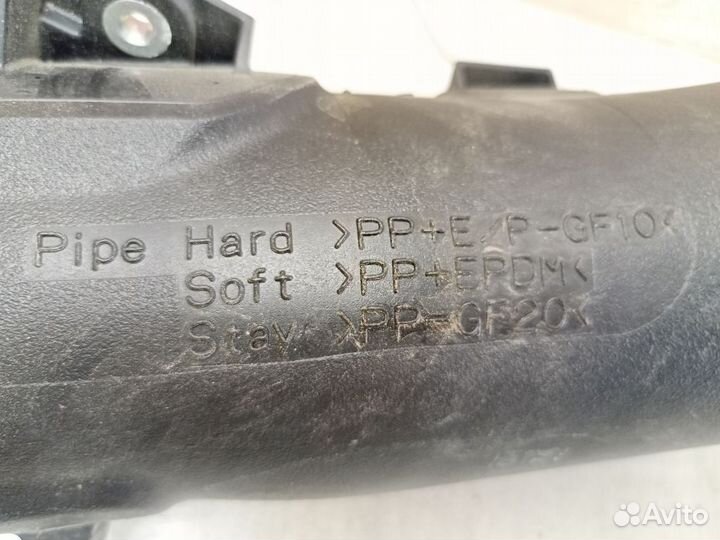 Pipe Hard >PP+E/P-GF10<
Soft >PP+EPDM<
Stay >PP-GF20<
Avito